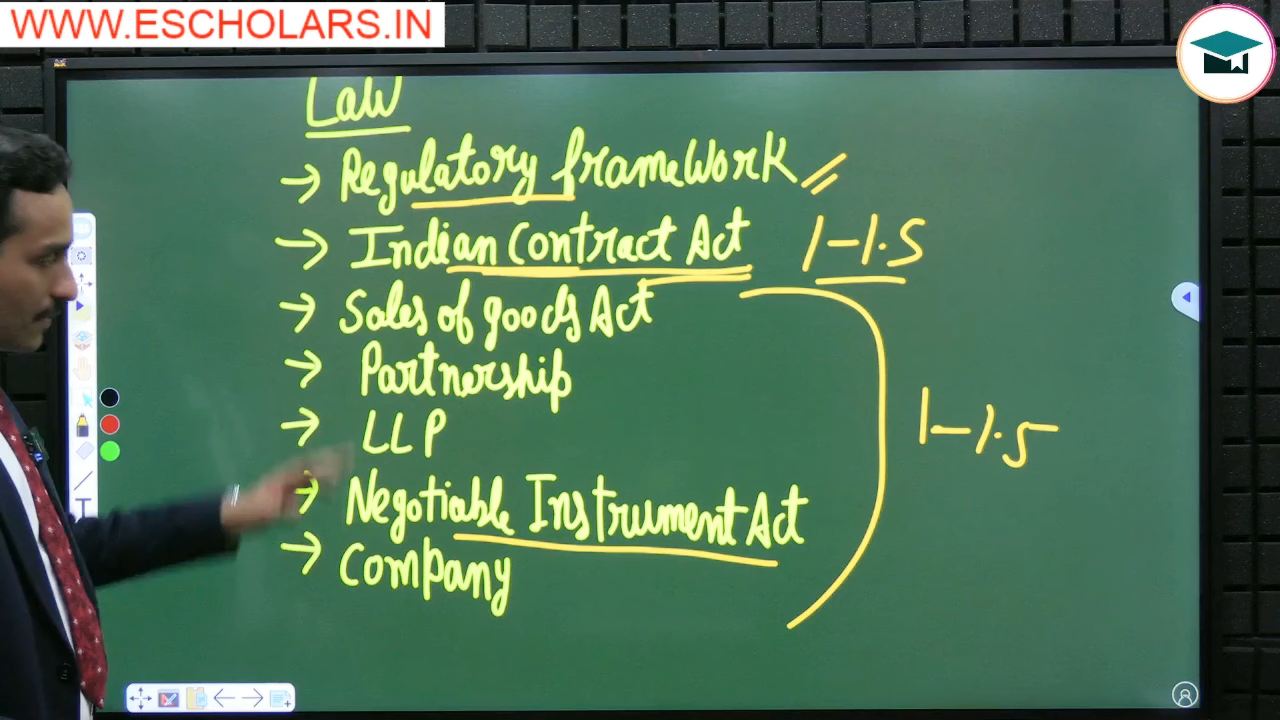 WWW.ESCHOLARS.IN
Law
→ Regulatory framework
→ Indian Contract Act 1-1.5
→ Sales of goods Act
→ Partnership
→ LLP 1-1.5
→ Negotiable Instrument Act
→ Company